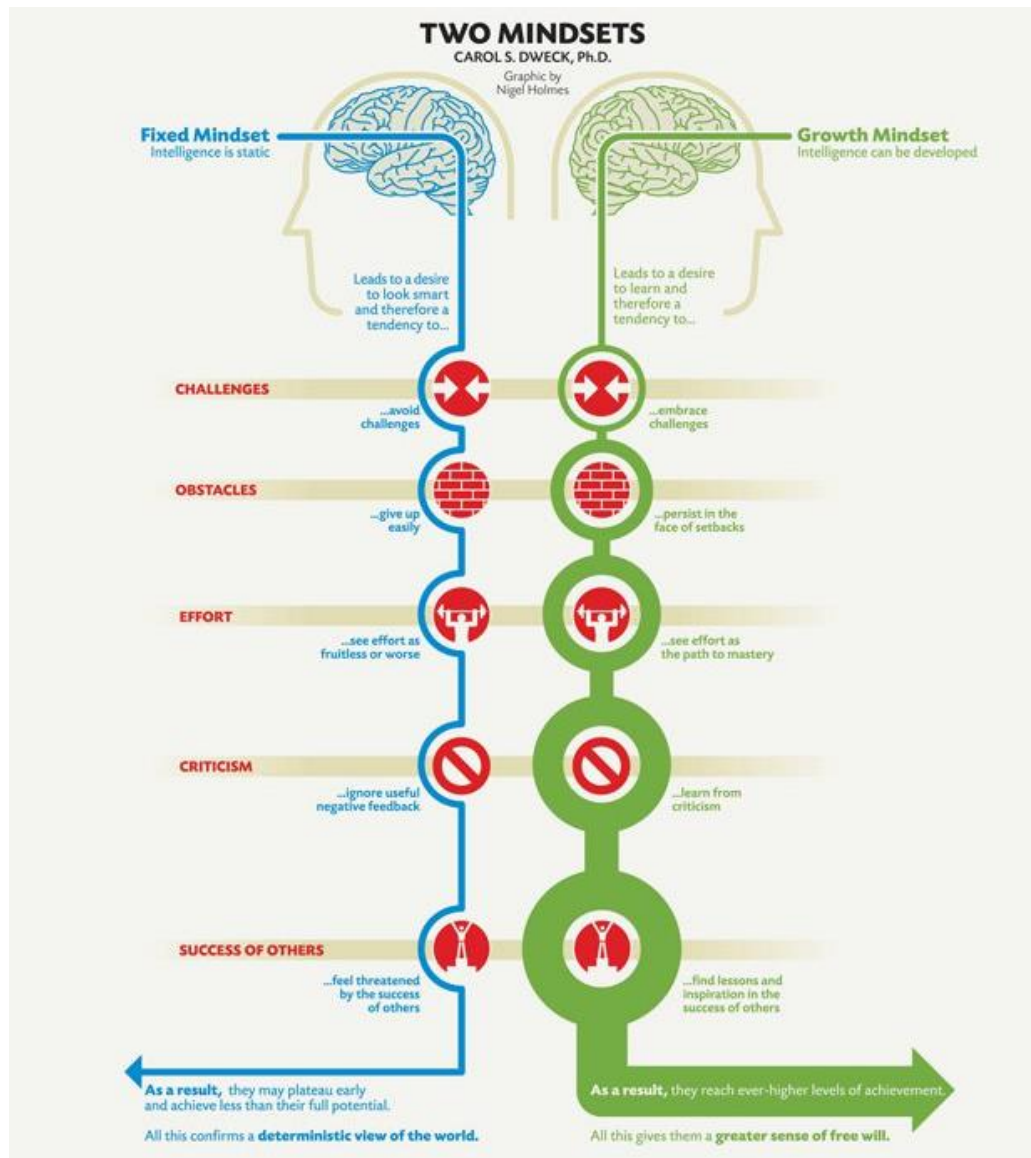 TWO MINDSETS
CAROL S. DWECK, Ph.D.
Graphic by
Nigel Holmes
Fixed Mindset
Intelligence is static
Growth Mindset
Intelligence can be developed
Leads to a desire
to look smart
and therefore a
tendency to...
Leads to a desire
to learn and
therefore a
tendency to...
CHALLENGES
...avoid
challenges
...embrace
challenges
OBSTACLES
...give up
easily
...persist in the
face of setbacks
EFFORT
...see effort as
fruitless or worse
...see effort as
the path to mastery
CRITICISM
...ignore useful
negative feedback
...learn from
criticism
SUCCESS OF OTHERS
...feel threatened
by the success
of others
...find lessons and
inspiration in the
success of others
As a result, they may plateau early
and achieve less than their full potential.
All this confirms a deterministic view of the world.
As a result, they reach ever-higher levels of achievement.
All this gives them a greater sense of free will.